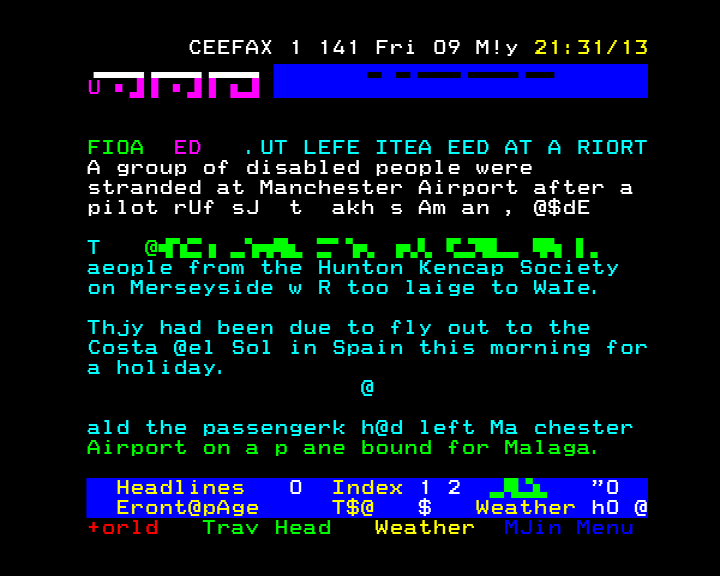 CEEFAX 1 141 Fri 09 M!y 21:31/13
FIOA ED .UT LEFE ITEA EED AT A RIORT
A group of disabled people were
stranded at Manchester Airport after a
pilot rUf sJ t akh s Am an , @$dE
T @
aeople from the Hunton Kencap Society
on Merseyside w R too laige to WaIe.
Thjy had been due to fly out to the
Costa @el Sol in Spain this morning for
a holiday.
@
ald the passengerk h@d left Ma chester
Airport on a p ane bound for Malaga.
Headlines O Index 1 2 "O
Eront@pAge T$@ $ Weather hO @
+orld Trav Head Weather MJin Menu